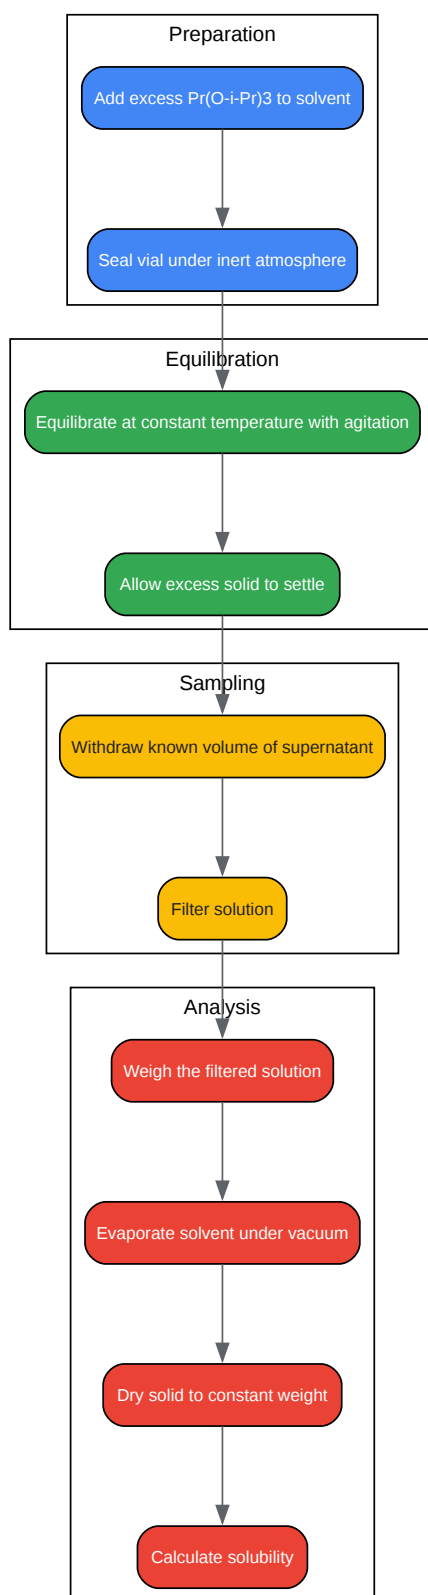 Preparation
Add excess Pr(O-i-Pr)3 to solvent
Seal vial under inert atmosphere
Equilibration
Equilibrate at constant temperature with agitation
Allow excess solid to settle
Sampling
Withdraw known volume of supernatant
Filter solution
Analysis
Weigh the filtered solution
Evaporate solvent under vacuum
Dry solid to constant weight
Calculate solubility